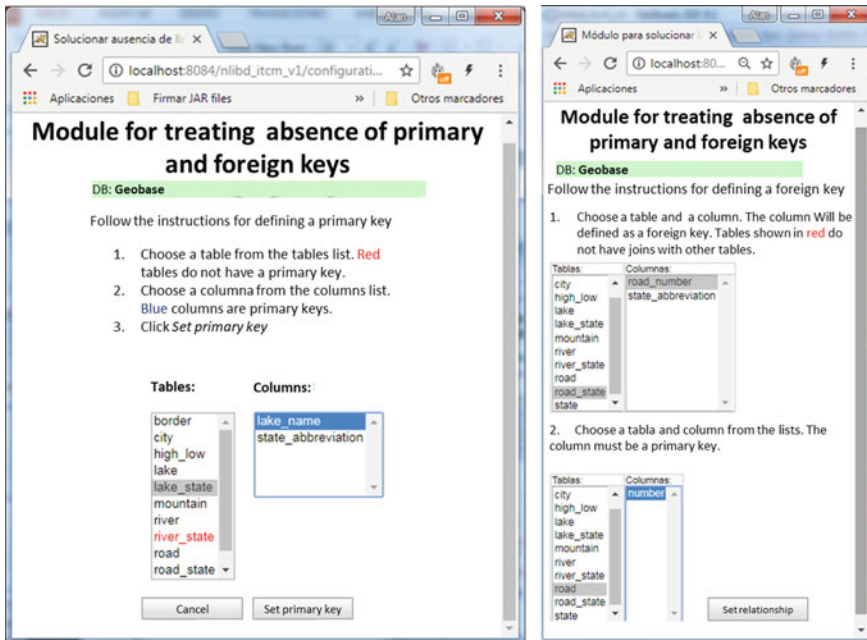 Alan
Solucionar ausencia de lla
localhost:8084/nlibd_itcm_v1/configurati...
off
Aplicaciones Firmar JAR files » Otros marcadores
Module for treating absence of primary
and foreign keys
DB: Geobase
Follow the instructions for defining a primary key
1. Choose a table from the tables list. Red
tables do not have a primary key.
2. Choose a columna from the columns list.
Blue columns are primary keys.
3. Click Set primary key
Tables: Columns:
border
city
high_low
lake
lake_state
mountain
river
river_state
road
road_state
lake_name
state_abbreviation
Cancel Set primary key
Alan
Módulo para solucionar l
localhost:80...
off
Aplicaciones » Otros marcadores
Module for treating absence of
primary and foreign keys
DB: Geobase
Follow the instructions for defining a foreign key
1. Choose a table and a column. The column Will be
defined as a foreign key. Tables shown in red do
not have joins with other tables.
Tablas: Columnas:
city
high_low
lake
lake_state
mountain
river
river_state
road
road_state
state
road_number
state_abbreviation
2. Choose a tabla and column from the lists. The
column must be a primary key.
Tablas: Columnas:
city
high_low
lake
lake_state
mountain
river
river_state
road
road_state
state
number
Set relationship